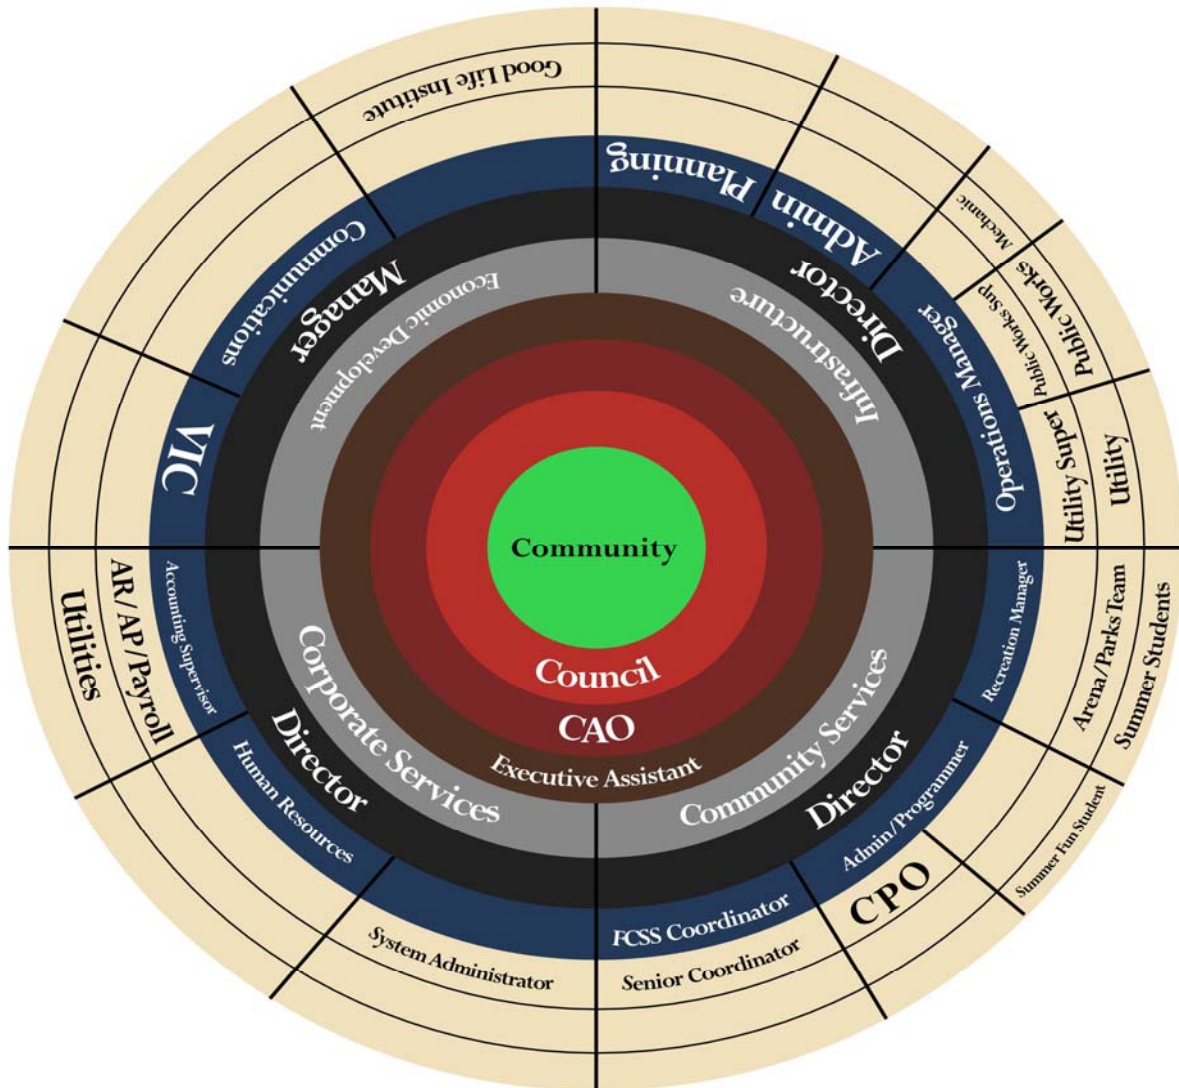 Community
Council
CAO
Executive Assistant
Economic Development
Manager
VIC
Communications
Good Life Institute
Infrastructure
Director
Planning
Admin
Operations Manager
Mechanic
Public Works Sup
Public Works
Utility Super
Utility
Community Services
Director
Recreation Manager
Arena/Parks Team
Summer Students
Admin/Programmer
Summer Fun Student
CPO
FCSS Coordinator
Senior Coordinator
Corporate Services
Director
Accounting Supervisor
AR/AP/Payroll
Utilities
Human Resources
System Administrator